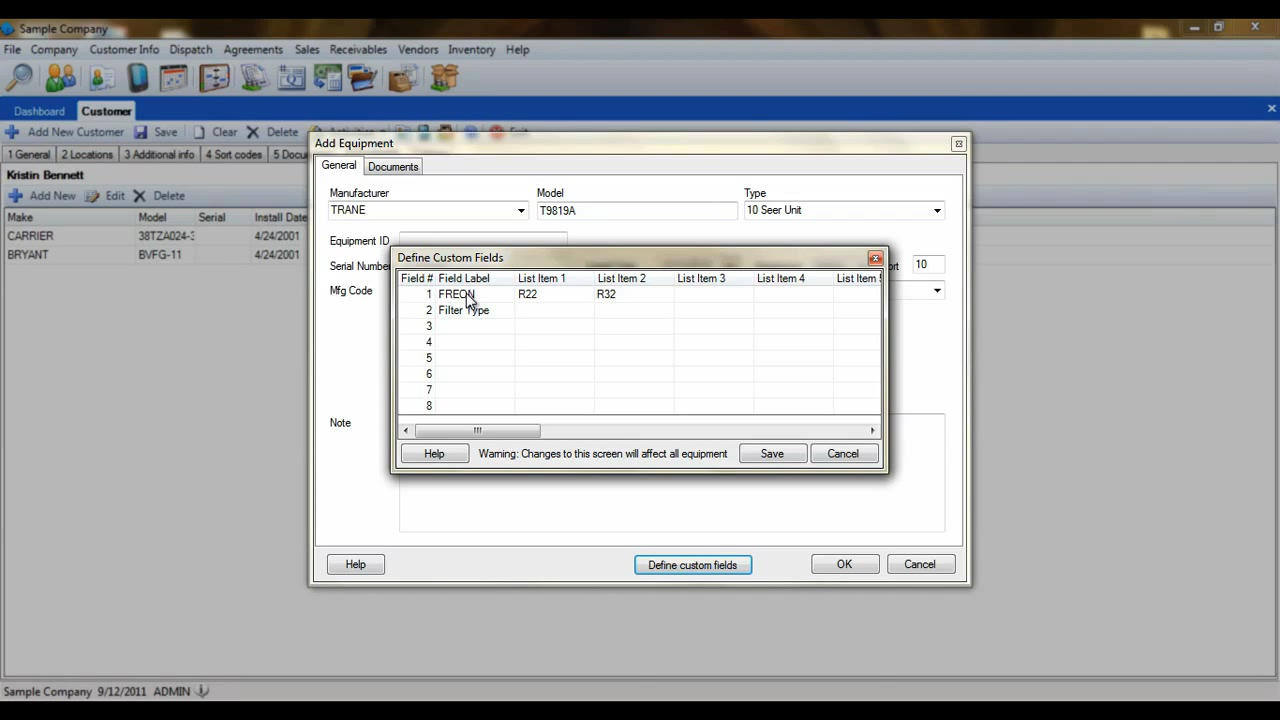 Sample Company
File Company Customer Info Dispatch Agreements Sales Receivables Vendors Inventory Help
Dashboard Customer
Add New Customer Save Clear Delete
1 General 2 Locations 3 Additional info 4 Sort codes 5 Docu
Kristin Bennett
Add New Edit Delete
Make Model Serial Install Date
CARRIER 38TZA024-3 4/24/2001
BRYANT BVFG-11 4/24/2001
Add Equipment
General Documents
Manufacturer Model Type
TRANE T9819A 10 Seer Unit
Equipment ID
Serial Number 10
Mfg Code
Define Custom Fields
Field # Field Label List Item 1 List Item 2 List Item 3 List Item 4 List Item 5
1 FREON R22 R32
2 Filter Type
3
4
5
6
7
8
Help Warning: Changes to this screen will affect all equipment Save Cancel
Note
Help Define custom fields OK Cancel
Sample Company 9/12/2011 ADMIN